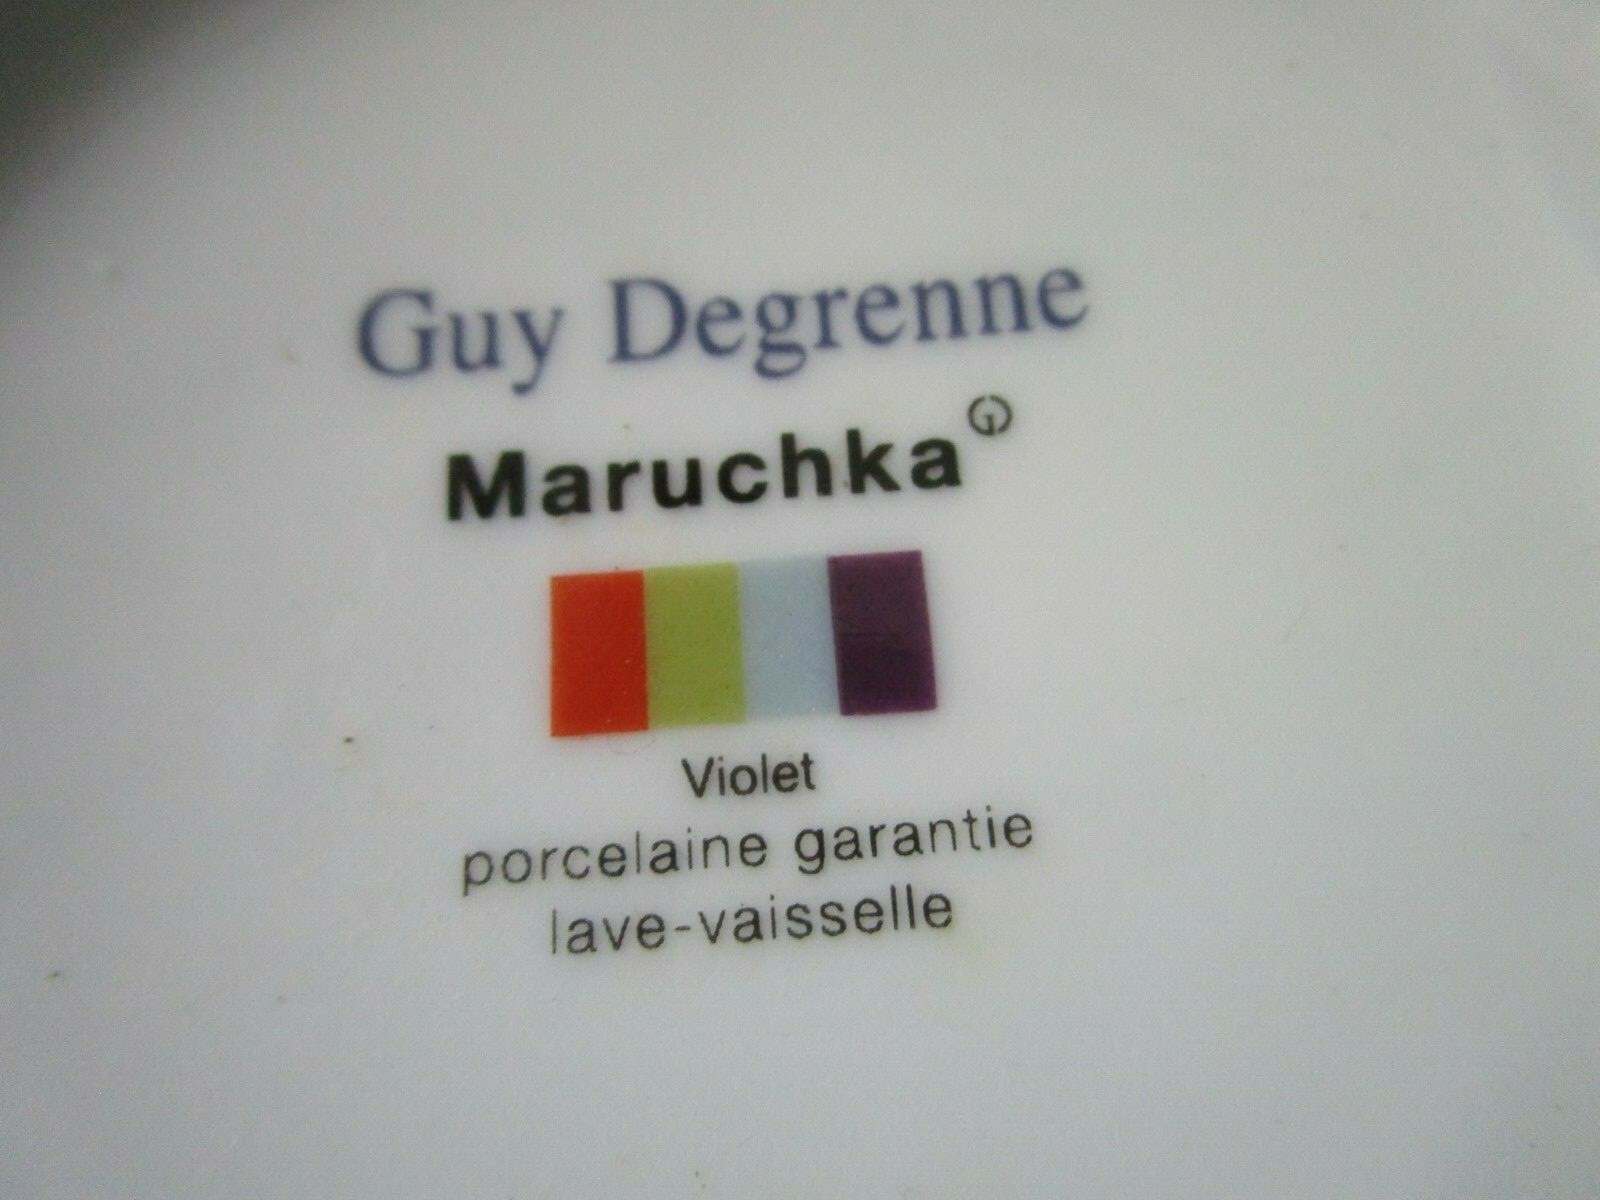 Guy Degrenne
Maruchka
Violet
porcelaine garantie
lave-vaisselle